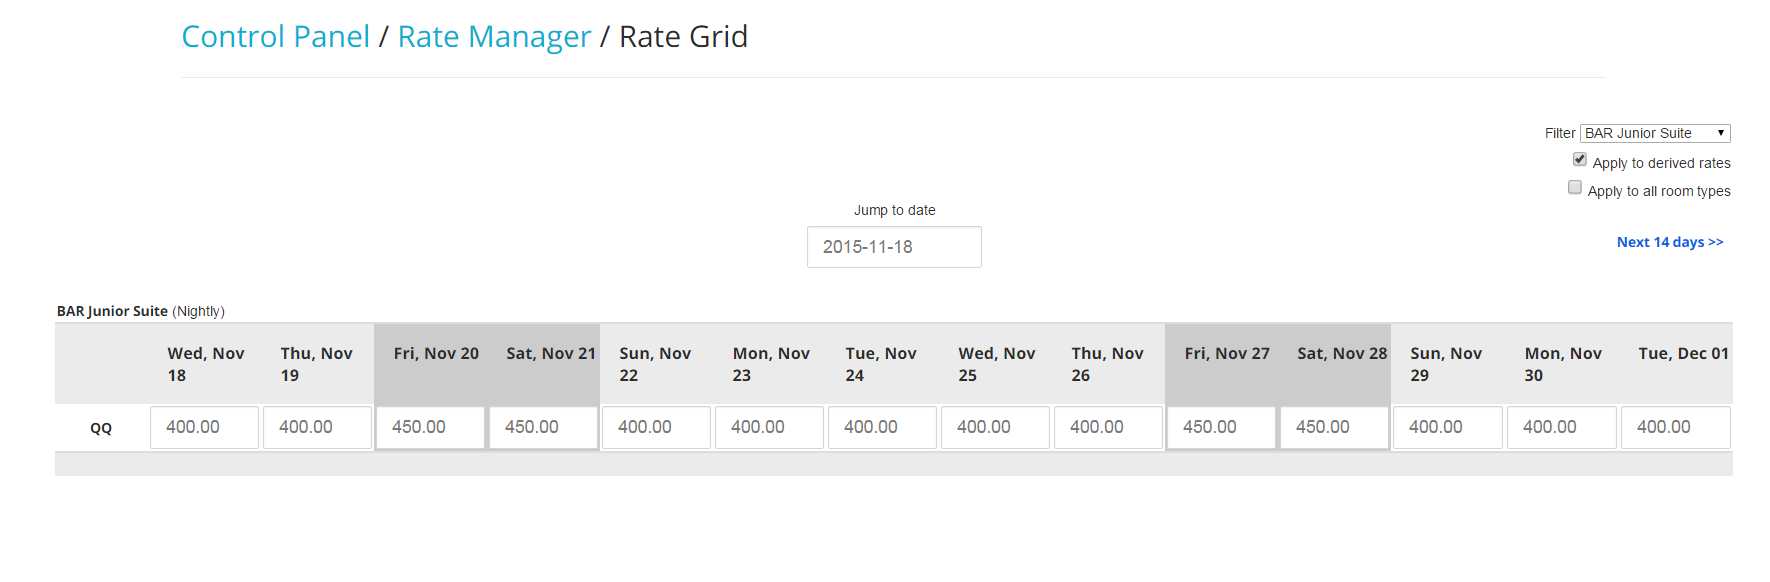 Control Panel / Rate Manager / Rate Grid
Filter BAR Junior Suite
Apply to derived rates
Apply to all room types
Jump to date
2015-11-18
Next 14 days >>
BAR Junior Suite (Nightly)
Wed, Nov 18 Thu, Nov 19 Fri, Nov 20 Sat, Nov 21 Sun, Nov 22 Mon, Nov 23 Tue, Nov 24 Wed, Nov 25 Thu, Nov 26 Fri, Nov 27 Sat, Nov 28 Sun, Nov 29 Mon, Nov 30 Tue, Dec 01
QQ 400.00 400.00 450.00 450.00 400.00 400.00 400.00 400.00 400.00 450.00 450.00 400.00 400.00 400.00